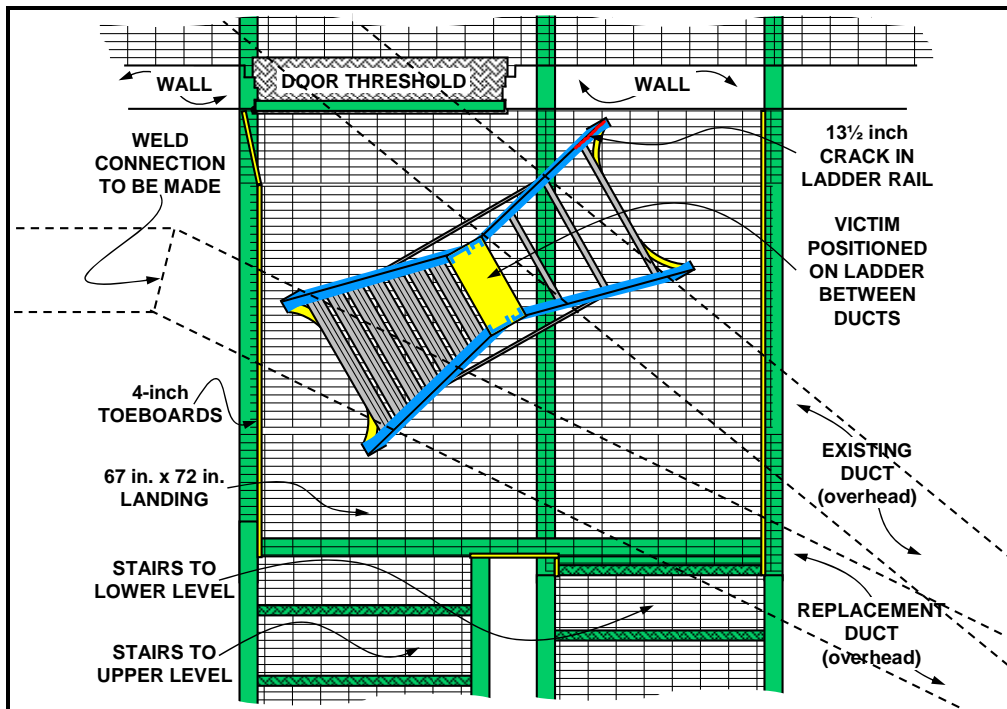 WALL
DOOR THRESHOLD
WALL
WELD
CONNECTION
TO BE MADE
13½ inch
CRACK IN
LADDER RAIL
VICTIM
POSITIONED
ON LADDER
BETWEEN
DUCTS
4-inch
TOEBOARDS
67 in. x 72 in.
LANDING
EXISTING
DUCT
(overhead)
STAIRS TO
LOWER LEVEL
REPLACEMENT
DUCT
(overhead)
STAIRS TO
UPPER LEVEL